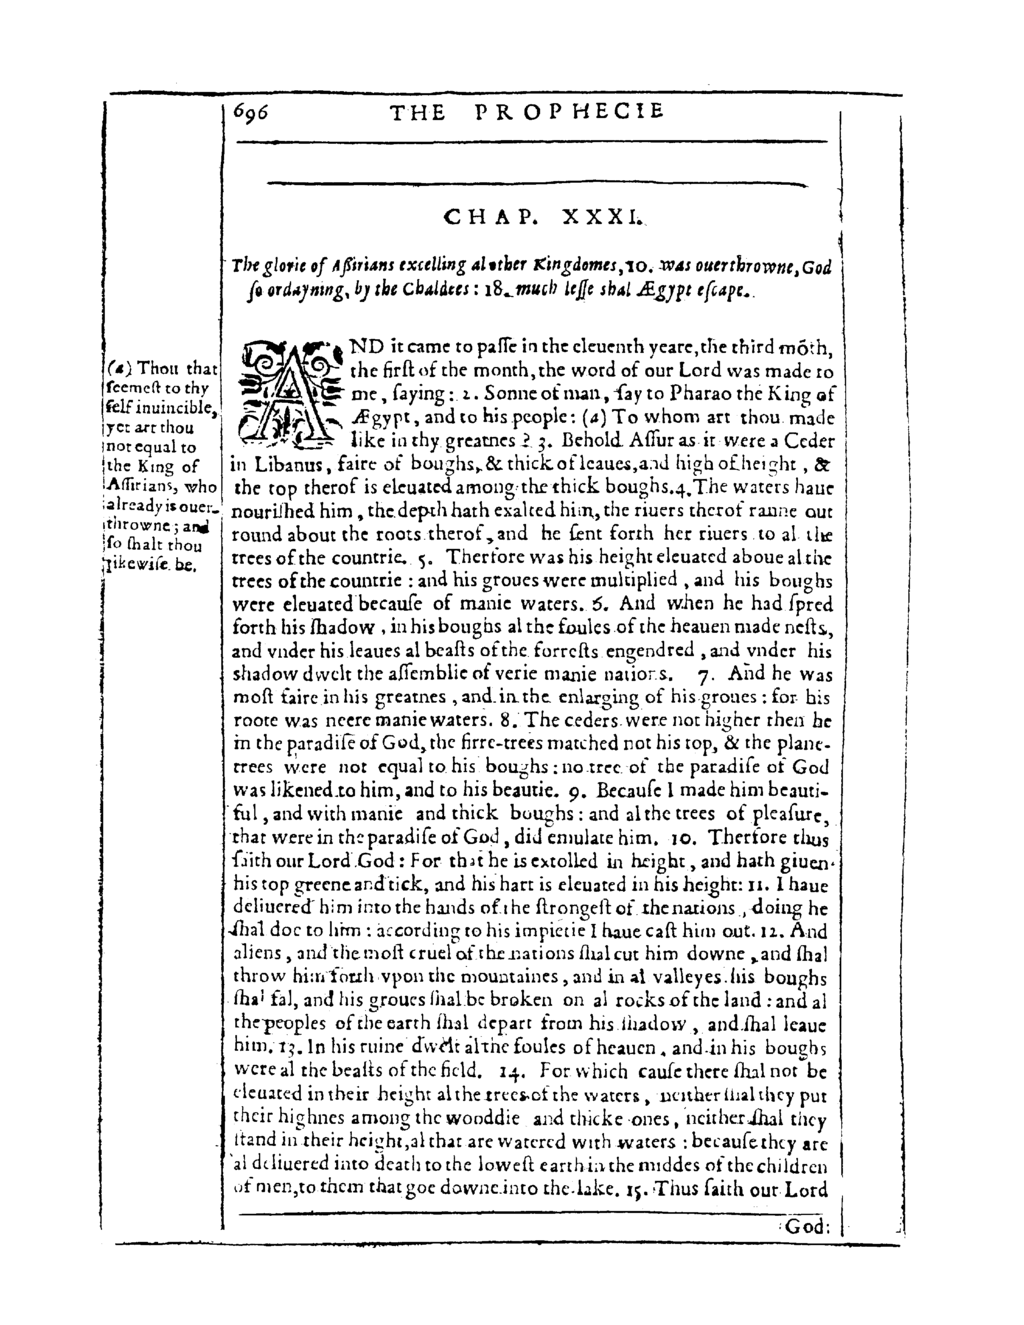 696 THE PROPHECIE
CHAP. XXXI.
The glorie of Aſsirians excelling al other Kingdomes, 10. was ouerthrowne, God
ſo ordayning, by the Chaldees: 18. much leſſe shal Ægypt eſcape.
(a) Thou that
ſeemeſt to thy
ſelf inuincible,
yet art thou
not equal to
the King of
Aſſirians, who
already is ouer-
throwne; and
ſo ſhalt thou
likewiſe be.
AND it came to paſſe in the eleuenth yeare, the third mõth,
the firſt of the month, the word of our Lord was made to
me, ſaying: 2. Sonne of man, ſay to Pharao the King of
Ægypt, and to his people: (a) To whom art thou made
like in thy greatnes? 3. Behold Aſſur as it were a Ceder
in Libanus, faire of boughs, & thick of leaues, and high of height, &
the top therof is eleuated among the thick boughs. 4. The waters haue
nouriſhed him, the depth hath exalted him, the riuers therof ranne out
round about the roots therof, and he ſent forth her riuers to al the
trees of the countrie. 5. Therfore was his height eleuated aboue al the
trees of the countrie: and his groues were multiplied, and his boughs
were eleuated becauſe of manie waters. 6. And when he had ſpred
forth his ſhadow, in his boughs al the foules of the heauen made neſts,
and vnder his leaues al beaſts of the forreſts engendred, and vnder his
shadow dwelt the aſſemblie of verie manie nations. 7. And he was
moſt faire in his greatnes, and in the enlarging of his groues: for his
roote was neere manie waters. 8. The ceders were not higher then he
in the paradiſe of God, the firre-trees matched not his top, & the plane-
trees were not equal to his boughs: no tree of the paradiſe of God
was likened to him, and to his beautie. 9. Becauſe I made him beauti-
ful, and with manie and thick boughs: and al the trees of pleaſure,
that were in the paradiſe of God, did emulate him. 10. Therfore thus
ſaith our Lord God: For that he is extolled in height, and hath giuen
his top greene and tick, and his hart is eleuated in his height: 11. I haue
deliuered him into the hands of the ſtrongeſt of the nations, doing he
ſhal doe to him: according to his impietie I haue caſt him out. 12. And
aliens, and the moſt cruel of the nations ſhal cut him downe, and ſhal
throw him forth vpon the mountaines, and in al valleyes his boughs
ſhal fal, and his groues ſhal be broken on al rocks of the land: and al
the peoples of the earth ſhal depart from his ſhadow, and ſhal leaue
him. 13. In his ruine dwelt al the foules of heauen, and in his boughs
were al the beaſts of the field. 14. For which cauſe there ſhal not be
eleuated in their height al the trees of the waters, neither ſhal they put
their highnes among the wooddie and thicke ones, neither ſhal they
ſtand in their height, al that are watered with waters: becauſe they are
al deliuered into death to the loweſt earth in the middes of the children
of men, to them that goe downe into the lake. 15. Thus ſaith our Lord
God: